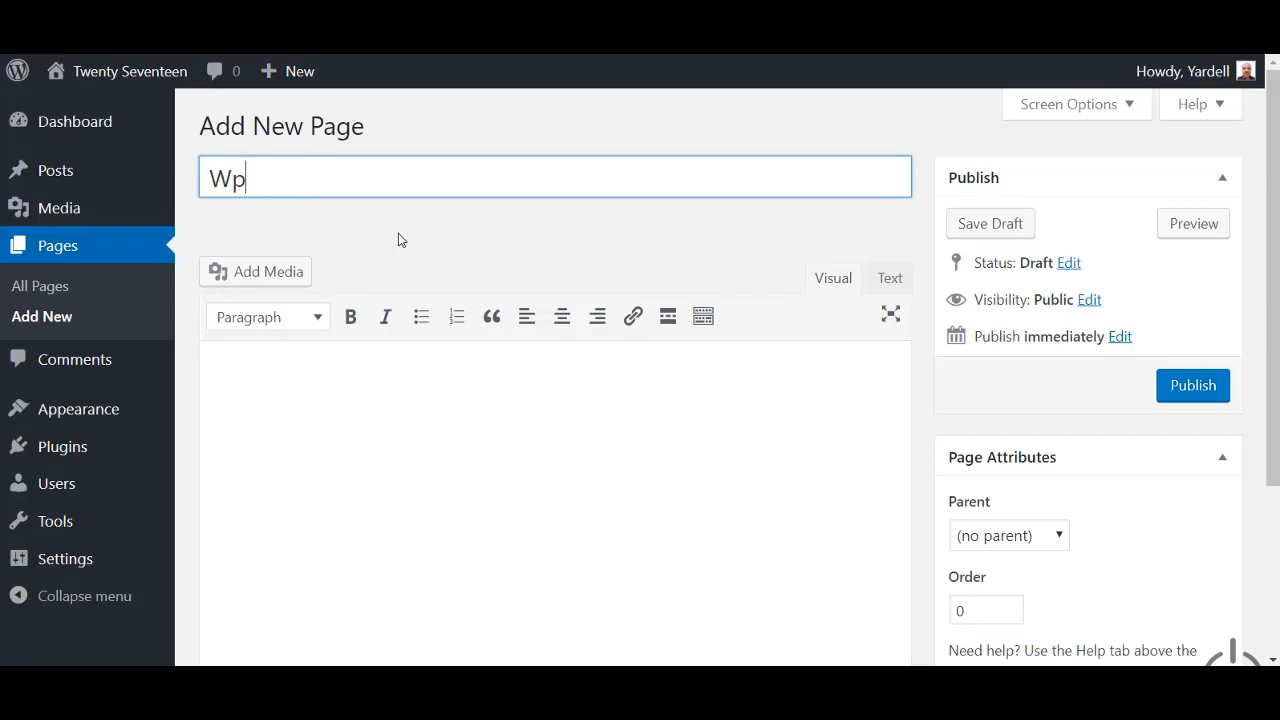 Twenty Seventeen 0 New Howdy, Yardell
Screen Options Help
Dashboard
Posts
Media
Pages
All Pages
Add New
Comments
Appearance
Plugins
Users
Tools
Settings
Collapse menu
Add New Page
Wp
Add Media
Visual Text
Paragraph B I
Publish
Save Draft Preview
Status: Draft Edit
Visibility: Public Edit
Publish immediately Edit
Publish
Page Attributes
Parent
(no parent)
Order
0
Need help? Use the Help tab above the